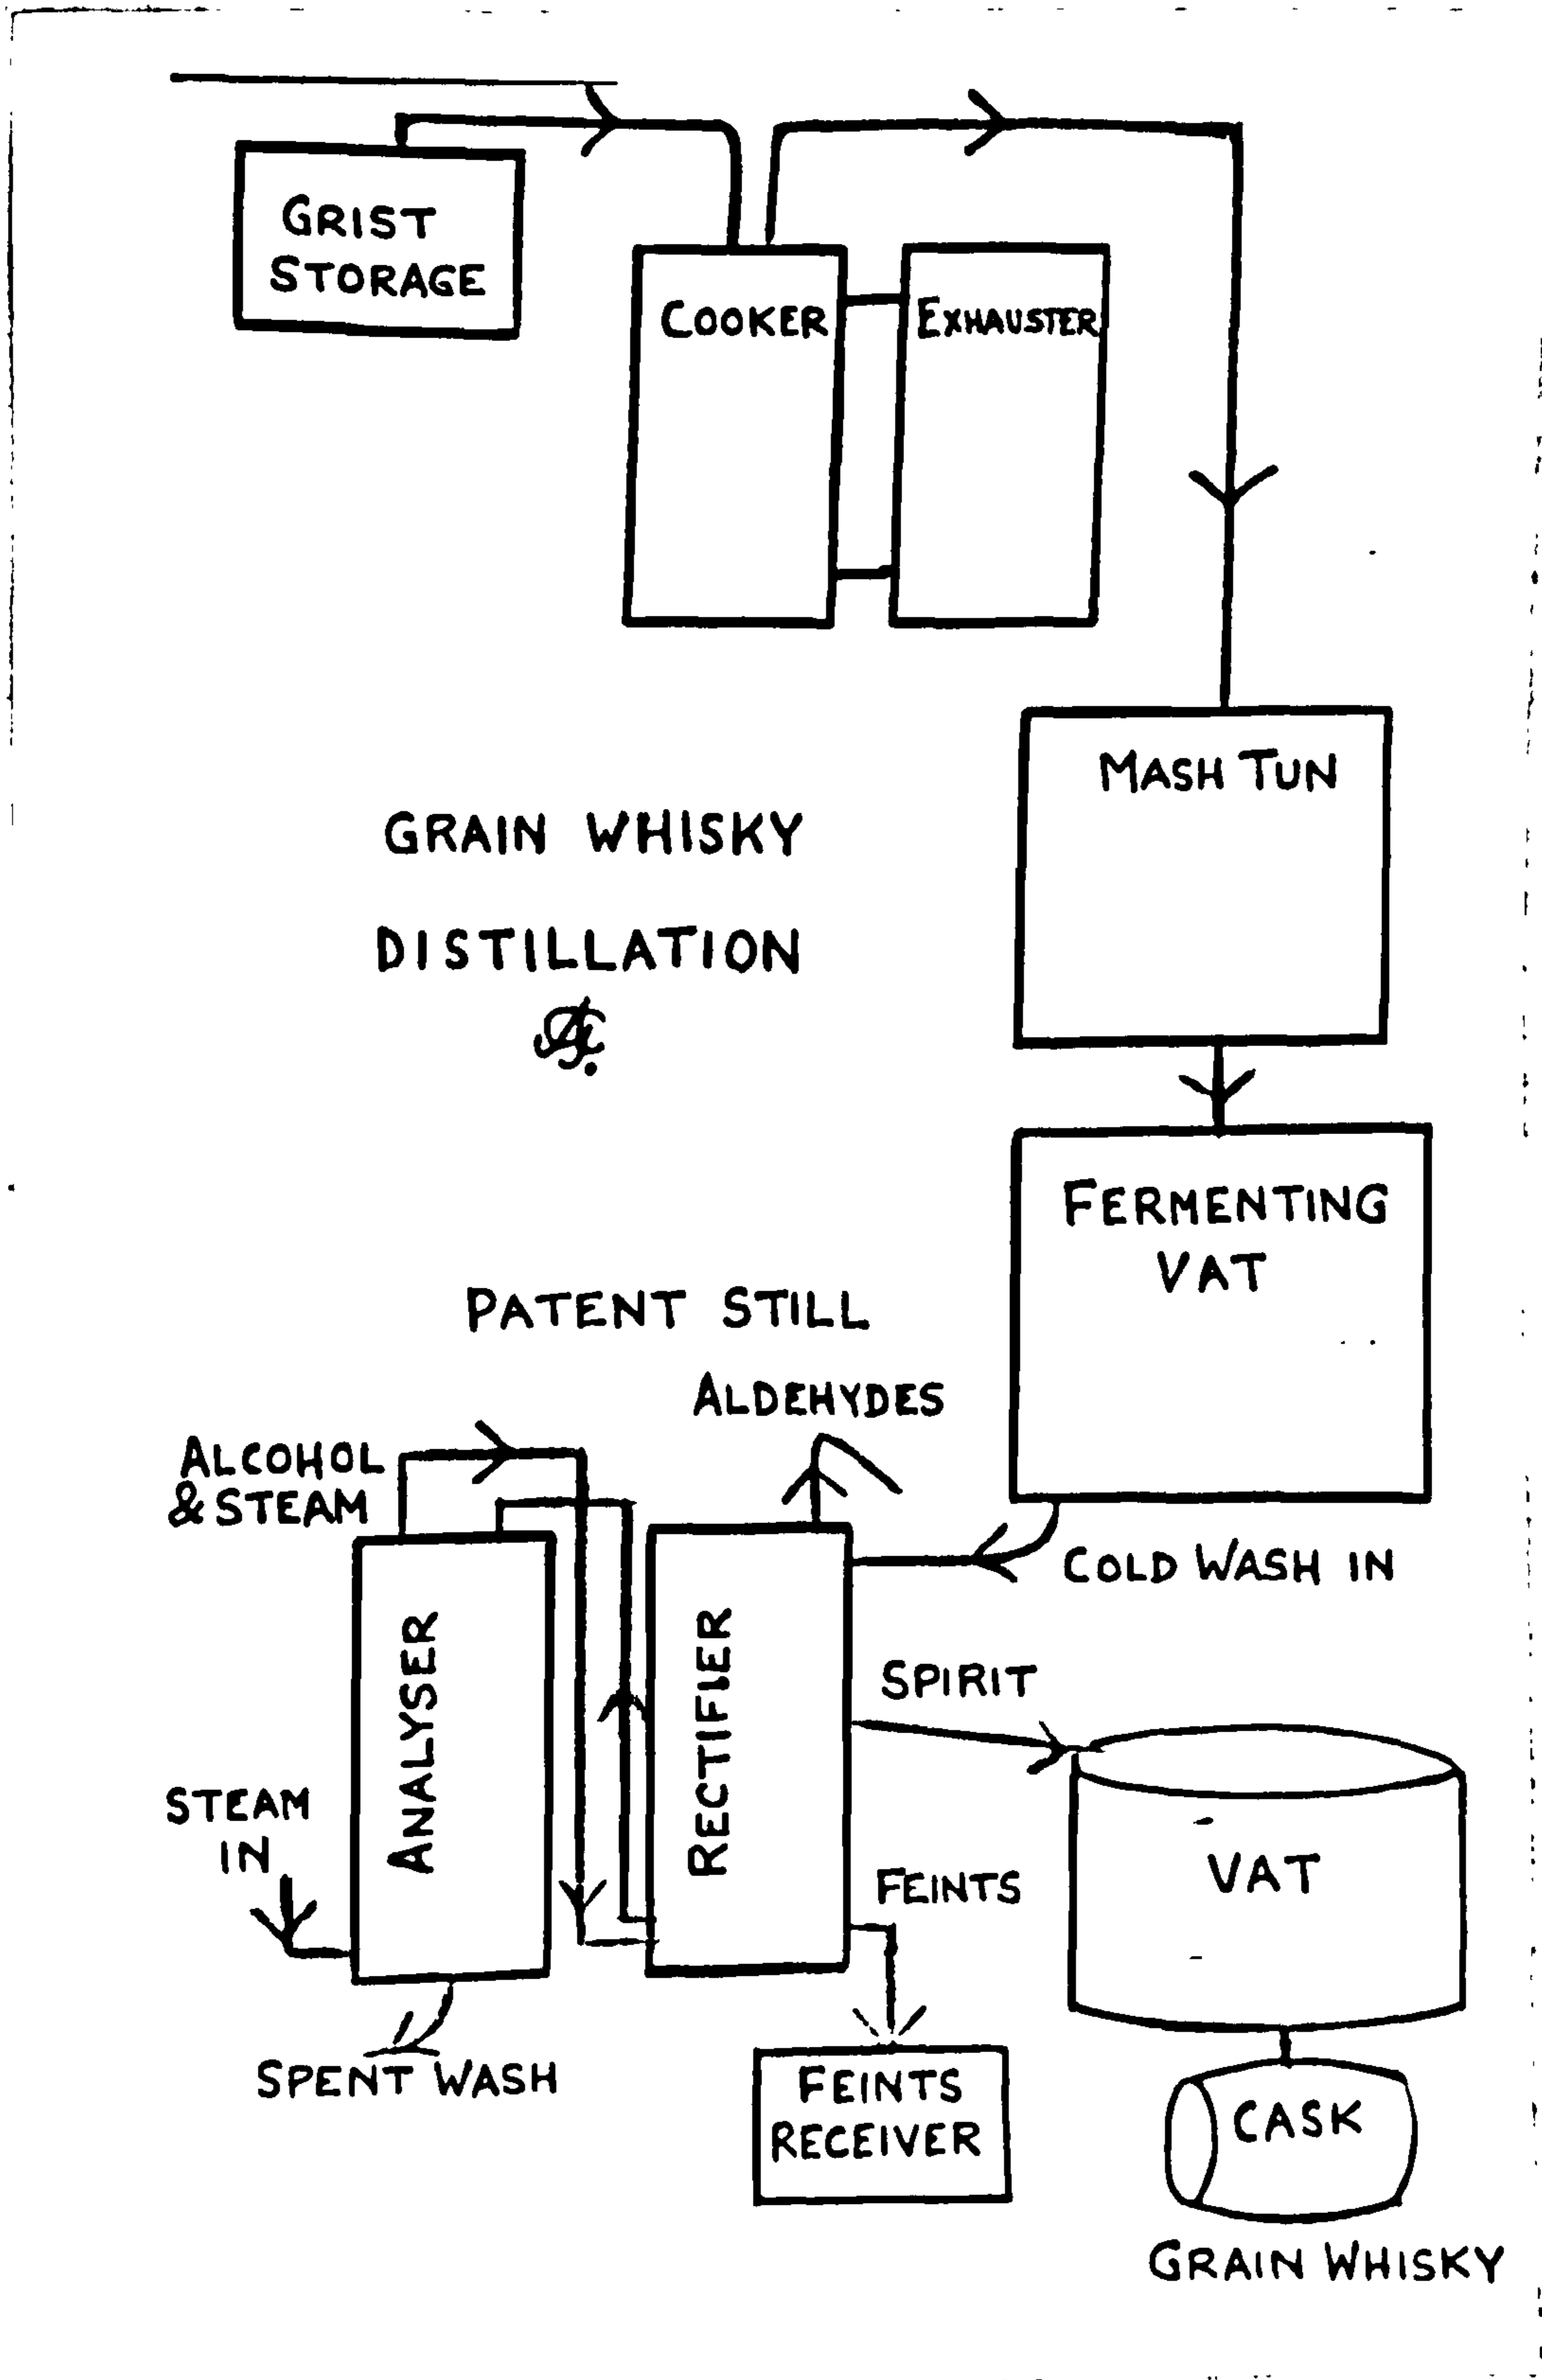 GRIST
STORAGE
COOKER
EXHAUSTER
MASH TUN
GRAIN WHISKY
DISTILLATION
FERMENTING
VAT
PATENT STILL
ALDEHYDES
ALCOHOL
& STEAM
COLD WASH IN
ANALYSER
RECTIFIER
SPIRIT
STEAM
IN
VAT
FEINTS
SPENT WASH
FEINTS
RECEIVER
CASK
GRAIN WHISKY